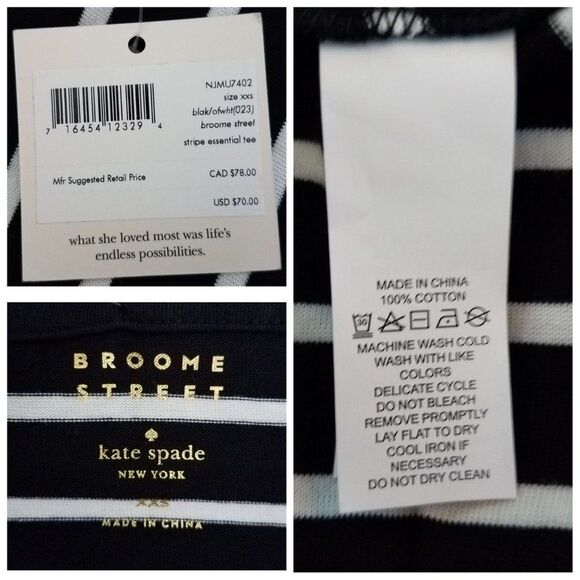 NJMU7402
size xxs
blak/ofwht(023)
broome street
stripe essential tee
7 16454 12329 4
Mfr Suggested Retail Price
CAD $78.00
USD $70.00
what she loved most was life's
endless possibilities.
BROOME
STREET
kate spade
NEW YORK
XXS
MADE IN CHINA
MADE IN CHINA
100% COTTON
30
MACHINE WASH COLD
WASH WITH LIKE
COLORS
DELICATE CYCLE
DO NOT BLEACH
REMOVE PROMPTLY
LAY FLAT TO DRY
COOL IRON IF
NECESSARY
DO NOT DRY CLEAN